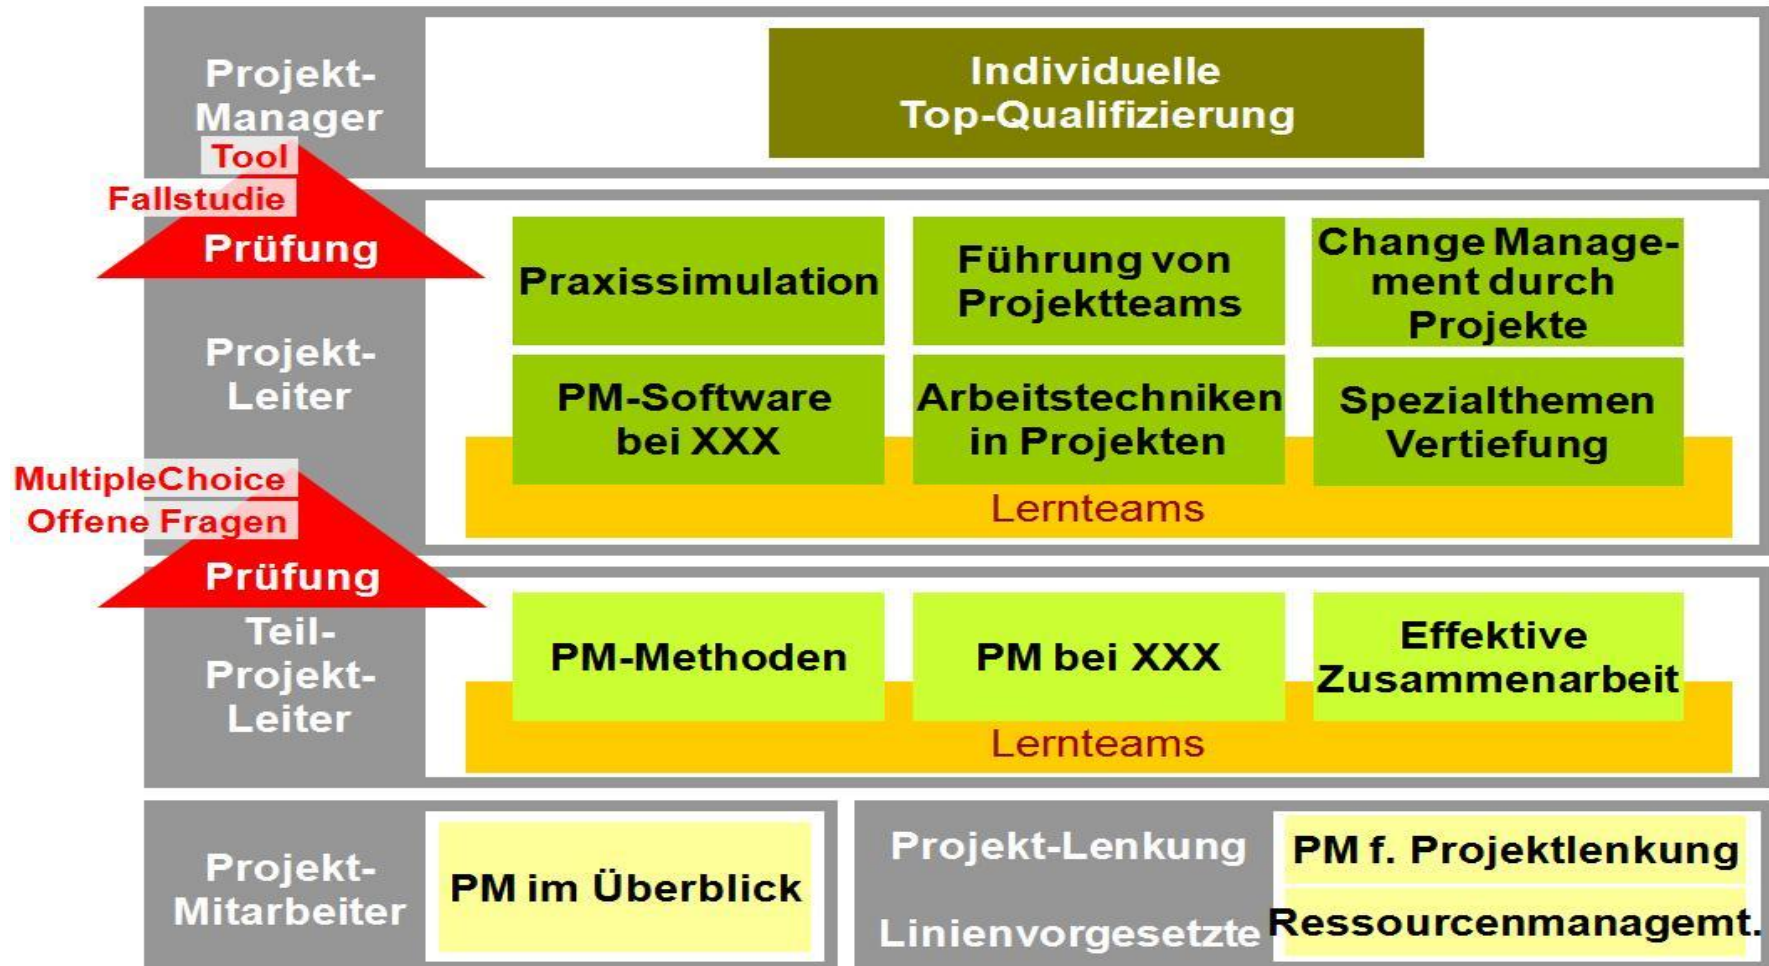 Projekt-
Manager
Individuelle
Top-Qualifizierung
Tool
Fallstudie
Prüfung
Projekt-
Leiter
Praxissimulation
Führung von
Projektteams
Change Manage-
ment durch
Projekte
PM-Software
bei XXX
Arbeitstechniken
in Projekten
Spezialthemen
Vertiefung
Lernteams
MultipleChoice
Offene Fragen
Prüfung
Teil-
Projekt-
Leiter
PM-Methoden
PM bei XXX
Effektive
Zusammenarbeit
Lernteams
Projekt-
Mitarbeiter
PM im Überblick
Projekt-Lenkung
PM f. Projektlenkung
Linienvorgesetzte
Ressourcenmanagemt.